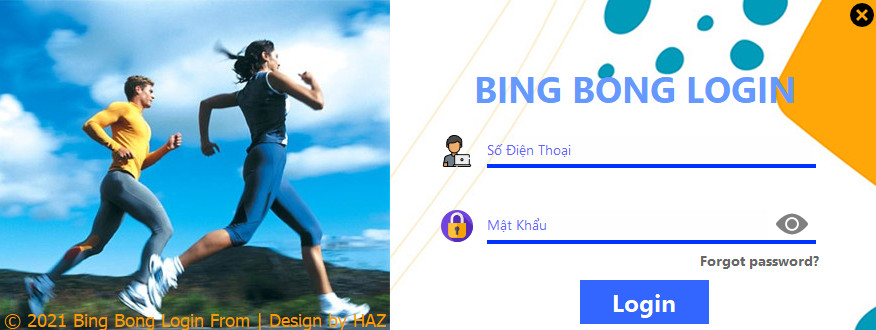 BING BONG LOGIN
Số Điện Thoại
Mật Khẩu
Forgot password?
Login
© 2021 Bing Bong Login From | Design by HAZ